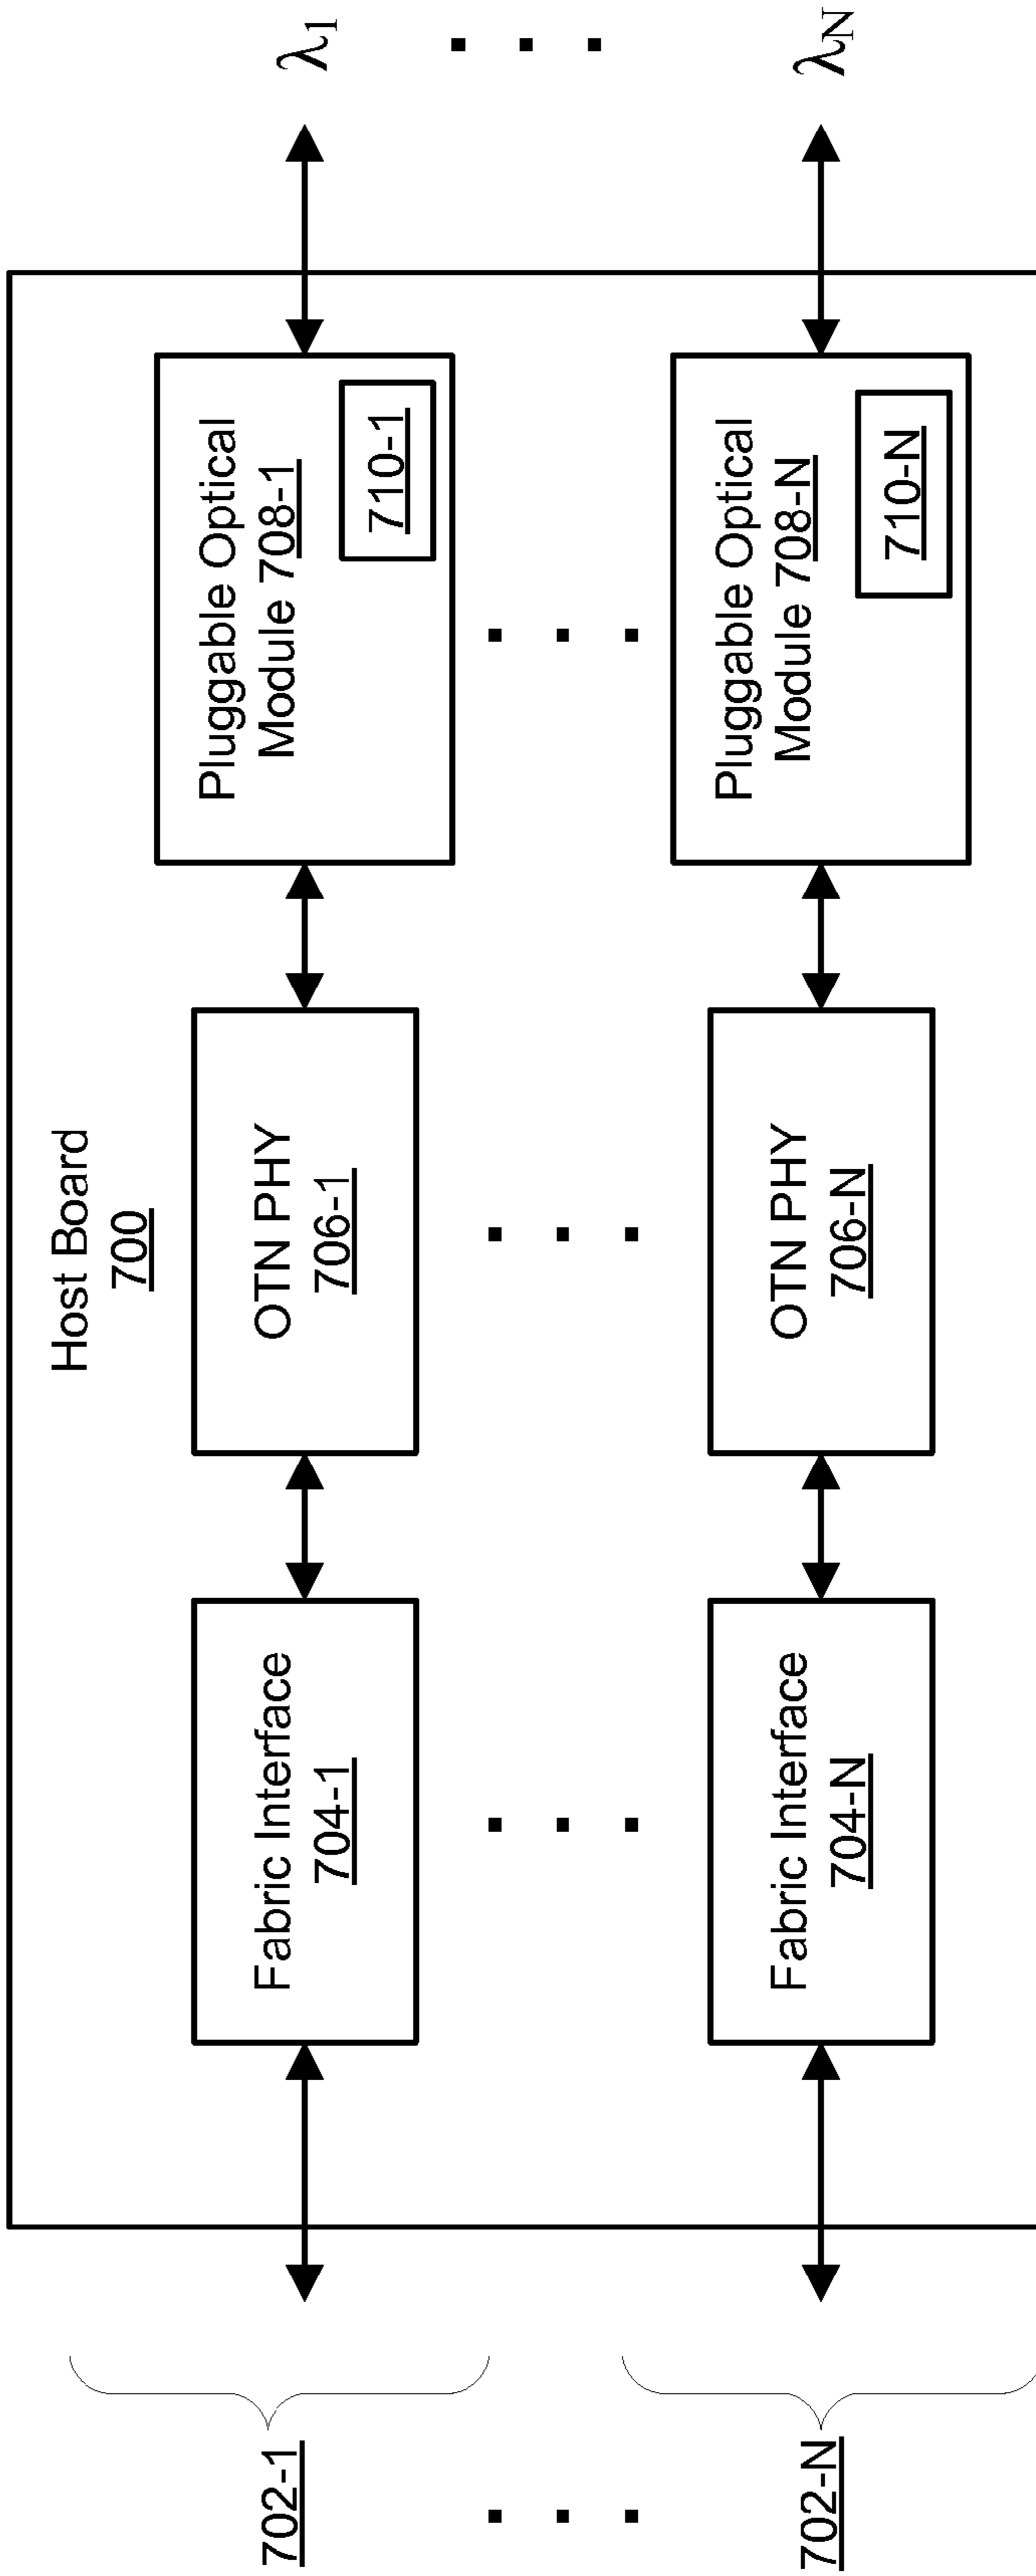 Host Board
700
702-1
Fabric Interface
704-1
OTN PHY
706-1
Pluggable Optical
Module 708-1
710-1
λ1
702-N
Fabric Interface
704-N
OTN PHY
706-N
Pluggable Optical
Module 708-N
710-N
λN